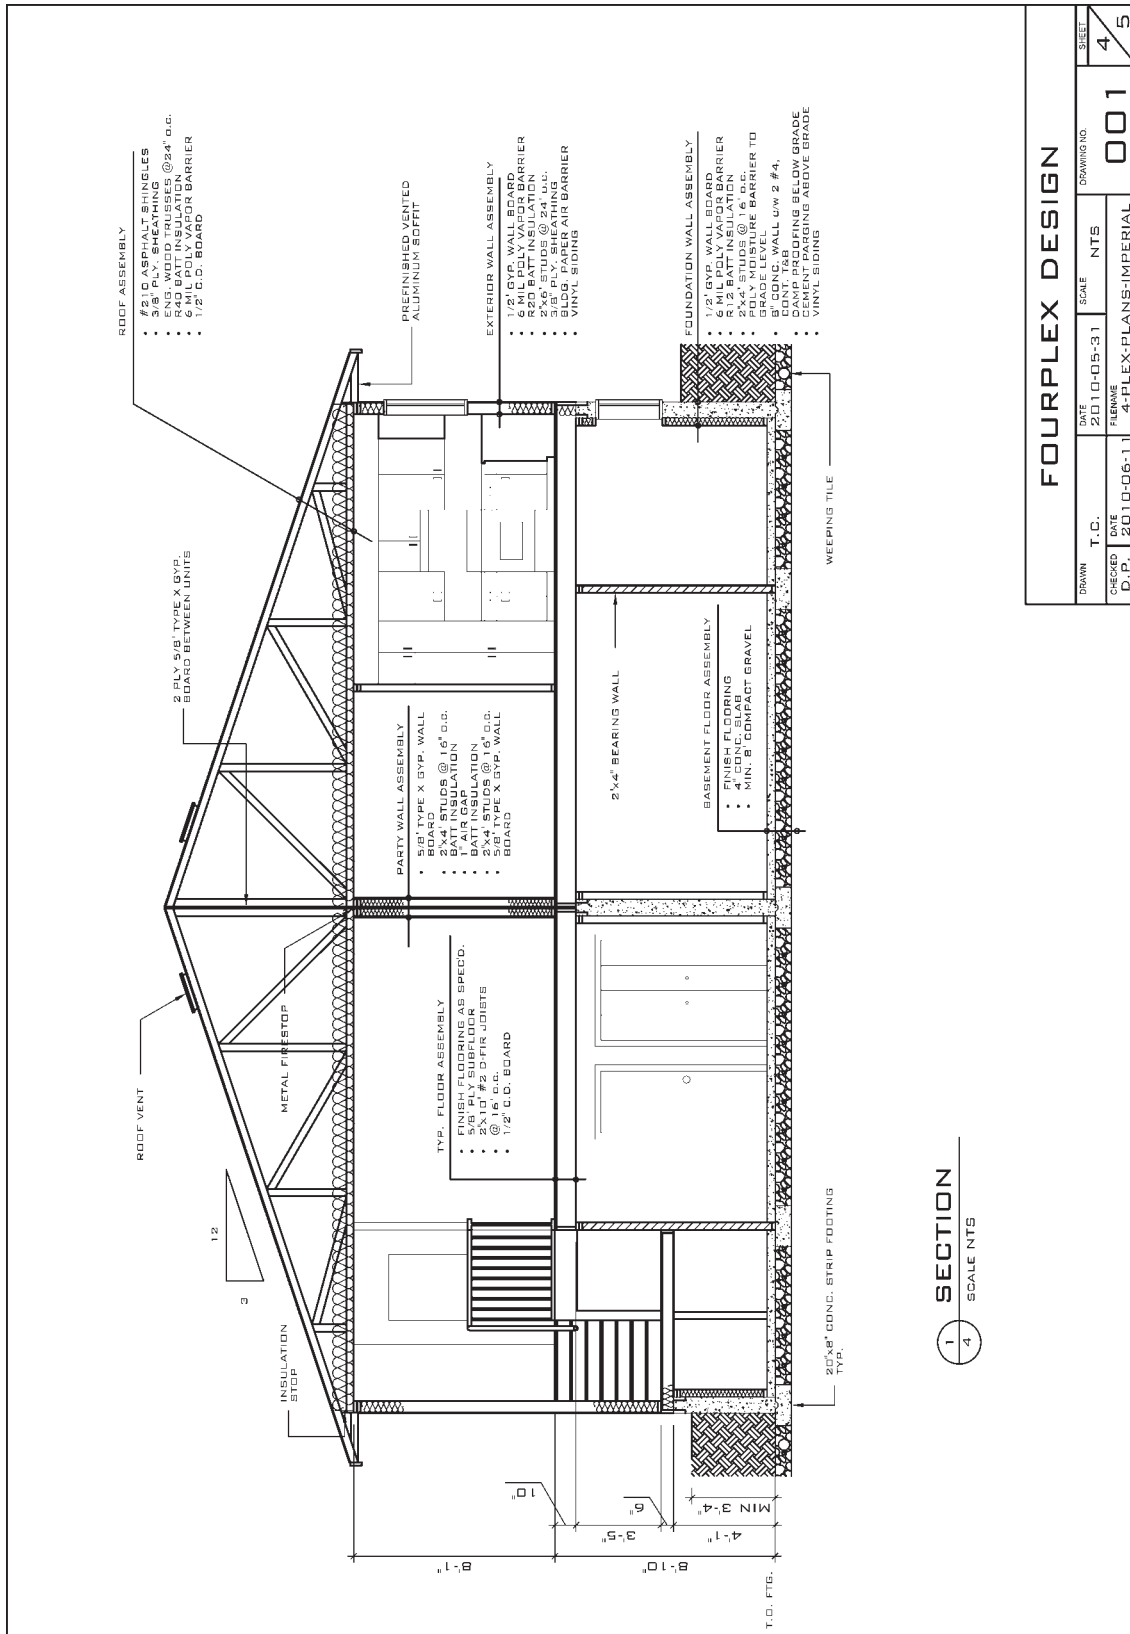 ROOF ASSEMBLY
• #210 ASPHALT SHINGLES
• 3/8" PLY. SHEATHING
• ENG. WOOD TRUSSES @24" O.C.
• R40 BATT INSULATION
• 6 MIL POLY VAPOR BARRIER
• 1/2" C.D. BOARD
2 PLY 5/8" TYPE X GYP.
BOARD BETWEEN UNITS
ROOF VENT
12
3
INSULATION
STOP
METAL FIRESTOP
PREFINISHED VENTED
ALUMINUM SOFFIT
EXTERIOR WALL ASSEMBLY
• 1/2" GYP. WALL BOARD
• 6 MIL POLY VAPOR BARRIER
• R20 BATT INSULATION
• 2"x6" STUDS @ 24" O.C.
• 3/8" PLY. SHEATHING
• BLDG. PAPER AIR BARRIER
• VINYL SIDING
PARTY WALL ASSEMBLY
• 5/8" TYPE X GYP. WALL
BOARD
• 2"x4" STUDS @ 16" O.C.
• BATT INSULATION
• 1" AIR GAP
• BATT INSULATION
• 2"x4" STUDS @ 16" O.C.
• 5/8" TYPE X GYP. WALL
BOARD
TYP. FLOOR ASSEMBLY
• FINISH FLOORING AS SPEC'D.
• 5/8" PLY SUBFLOOR
• 2"x10" #2 D-FIR JOISTS
@ 16" O.C.
• 1/2" C.D. BOARD
FOUNDATION WALL ASSEMBLY
• 1/2" GYP. WALL BOARD
• 6 MIL POLY VAPOR BARRIER
• R12 BATT INSULATION
• 2"x4" STUDS @ 16" O.C.
• POLY MOISTURE BARRIER TO
GRADE LEVEL
• 8" CONC. WALL C/W 2 #4,
CONT. T&B
• DAMP PROOFING BELOW GRADE
• CEMENT PARGING ABOVE GRADE
• VINYL SIDING
2"x4" BEARING WALL
BASEMENT FLOOR ASSEMBLY
• FINISH FLOORING
• 4" CONC. SLAB
• MIN. 8" COMPACT GRAVEL
WEEPING TILE
20"x8" CONC. STRIP FOOTING
TYP.
8'-1"
8'-10"
10"
3'-5"
6"
4'-1"
MIN 3'-4"
T.O. FTG.
1
4
SECTION
SCALE NTS
FOURPLEX DESIGN
DRAWN
T.C.
DATE
2010-05-31
SCALE
NTS
DRAWING NO.
001
SHEET
4
5
CHECKED
D.P.
DATE
2010-06-11
FILENAME
4-PLEX-PLANS-IMPERIAL